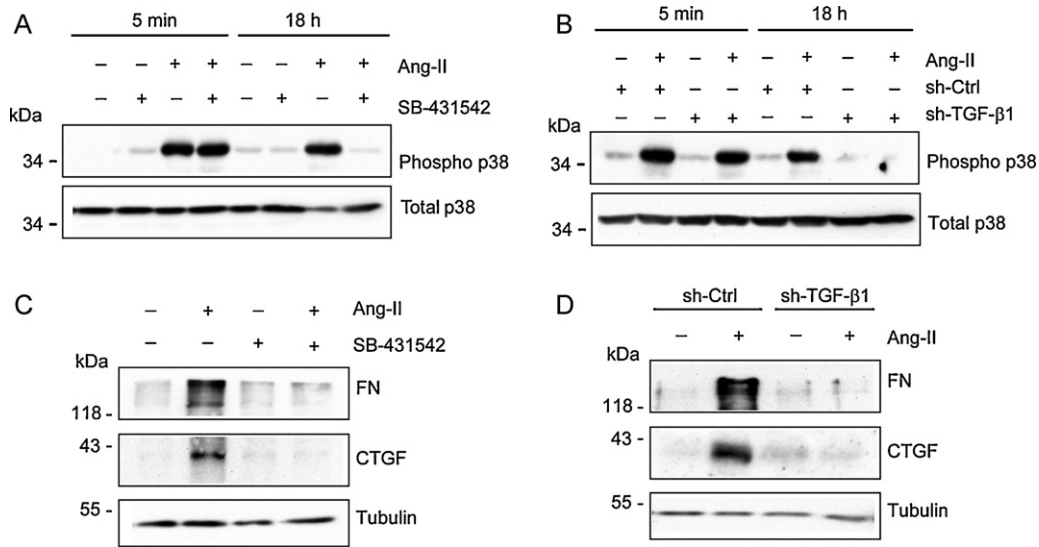 A
5 min 18 h
– – + + – – + + Ang-II
– + – + – + – + SB-431542
kDa
34 – Phospho p38
34 – Total p38
B
5 min 18 h
– + – + – + – + Ang-II
+ + – – + + – – sh-Ctrl
– – + + – – + + sh-TGF-β1
kDa
34 – Phospho p38
34 – Total p38
C
– + – + Ang-II
– – + + SB-431542
kDa
118 - FN
43 - CTGF
55 - Tubulin
D
sh-Ctrl sh-TGF-β1
– + – + Ang-II
kDa
118 - FN
43 - CTGF
55 - Tubulin